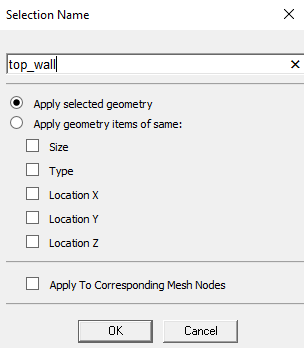 Selection Name
top_wall
Apply selected geometry
Apply geometry items of same:
Size
Type
Location X
Location Y
Location Z
Apply To Corresponding Mesh Nodes
OK Cancel